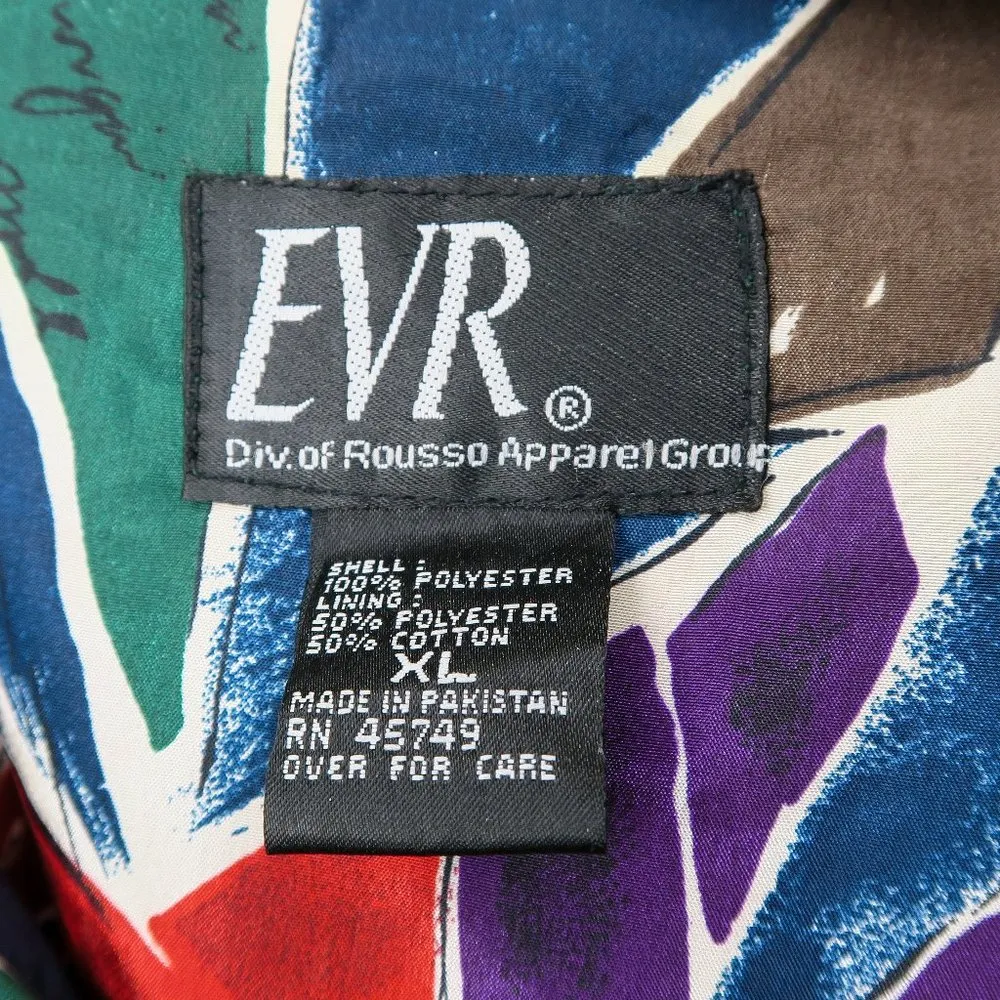 EVR ®
Div. of Rousso Apparel Group
SHELL :
100% POLYESTER
LINING :
50% POLYESTER
50% COTTON
XL
MADE IN PAKISTAN
RN 45749
OVER FOR CARE